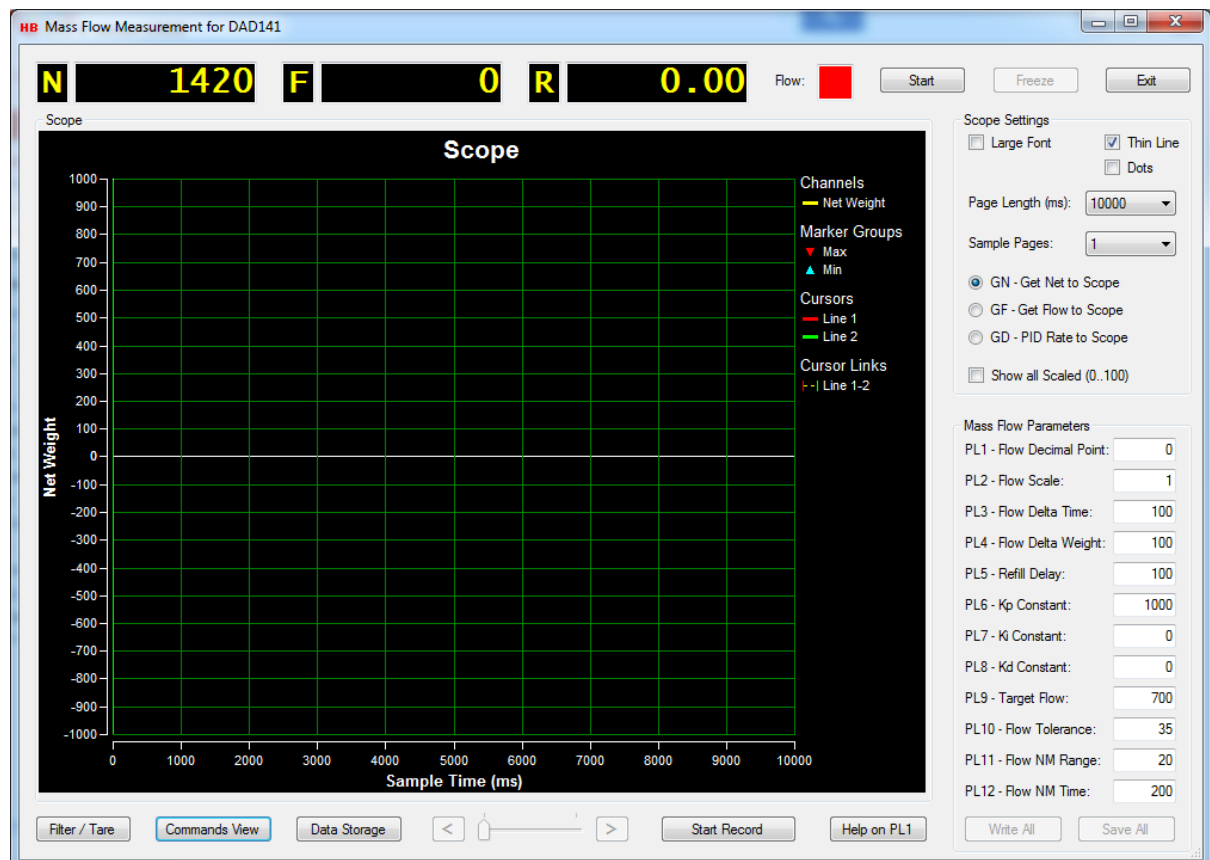 HB Mass Flow Measurement for DAD141
N 1420 F 0 R 0.00 Flow: Start Freeze Exit
Scope
Scope
1000
900
800
700
600
500
400
300
200
100
0
-100
-200
-300
-400
-500
-600
-700
-800
-900
-1000
Net Weight
0 1000 2000 3000 4000 5000 6000 7000 8000 9000 10000
Sample Time (ms)
Channels
Net Weight
Marker Groups
Max
Min
Cursors
Line 1
Line 2
Cursor Links
Line 1-2
Scope Settings
Large Font Thin Line
Dots
Page Length (ms): 10000
Sample Pages: 1
GN - Get Net to Scope
GF - Get Flow to Scope
GD - PID Rate to Scope
Show all Scaled (0..100)
Mass Flow Parameters
PL1 - Flow Decimal Point: 0
PL2 - Flow Scale: 1
PL3 - Flow Delta Time: 100
PL4 - Flow Delta Weight: 100
PL5 - Refill Delay: 100
PL6 - Kp Constant: 1000
PL7 - Ki Constant: 0
PL8 - Kd Constant: 0
PL9 - Target Flow: 700
PL10 - Flow Tolerance: 35
PL11 - Flow NM Range: 20
PL12 - Flow NM Time: 200
Filter / Tare Commands View Data Storage < > Start Record Help on PL1 Write All Save All